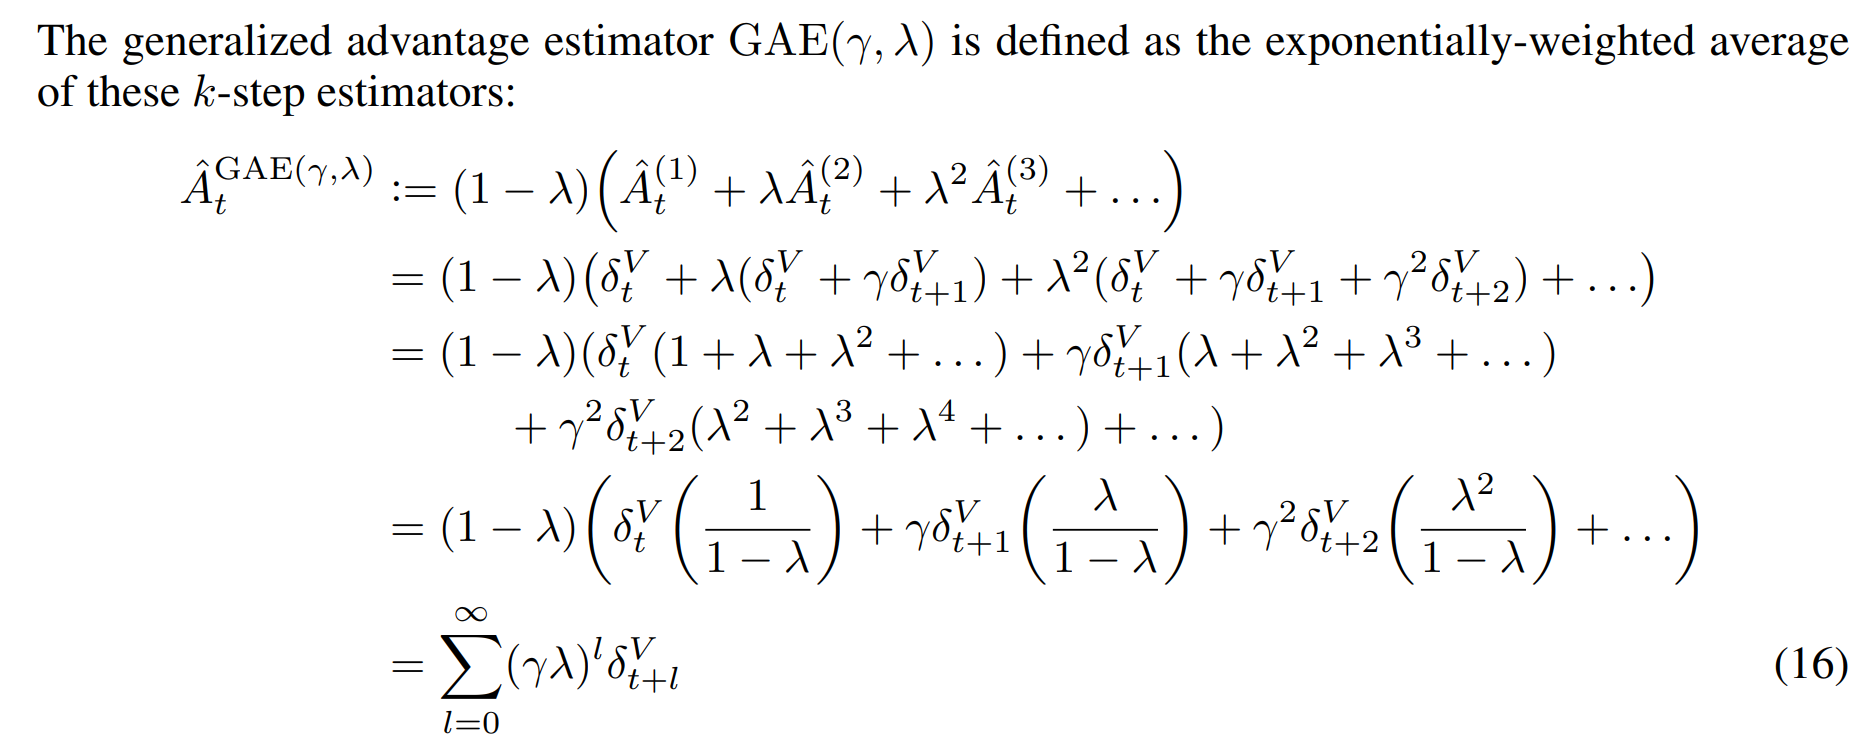 The generalized advantage estimator GAE(γ, λ) is defined as the exponentially-weighted average
of these k-step estimators:
Â_t^{GAE(γ,λ)} := (1 − λ)(Â_t^{(1)} + λÂ_t^{(2)} + λ²Â_t^{(3)} + …)
= (1 − λ)(δ_t^V + λ(δ_t^V + γδ_{t+1}^V) + λ²(δ_t^V + γδ_{t+1}^V + γ²δ_{t+2}^V) + …)
= (1 − λ)(δ_t^V(1 + λ + λ² + …) + γδ_{t+1}^V(λ + λ² + λ³ + …)
+ γ²δ_{t+2}^V(λ² + λ³ + λ⁴ + …) + …)
= (1 − λ)(δ_t^V(1/(1 − λ)) + γδ_{t+1}^V(λ/(1 − λ)) + γ²δ_{t+2}^V(λ²/(1 − λ)) + …)
= ∑_{l=0}^{∞}(γλ)^l δ_{t+l}^V (16)